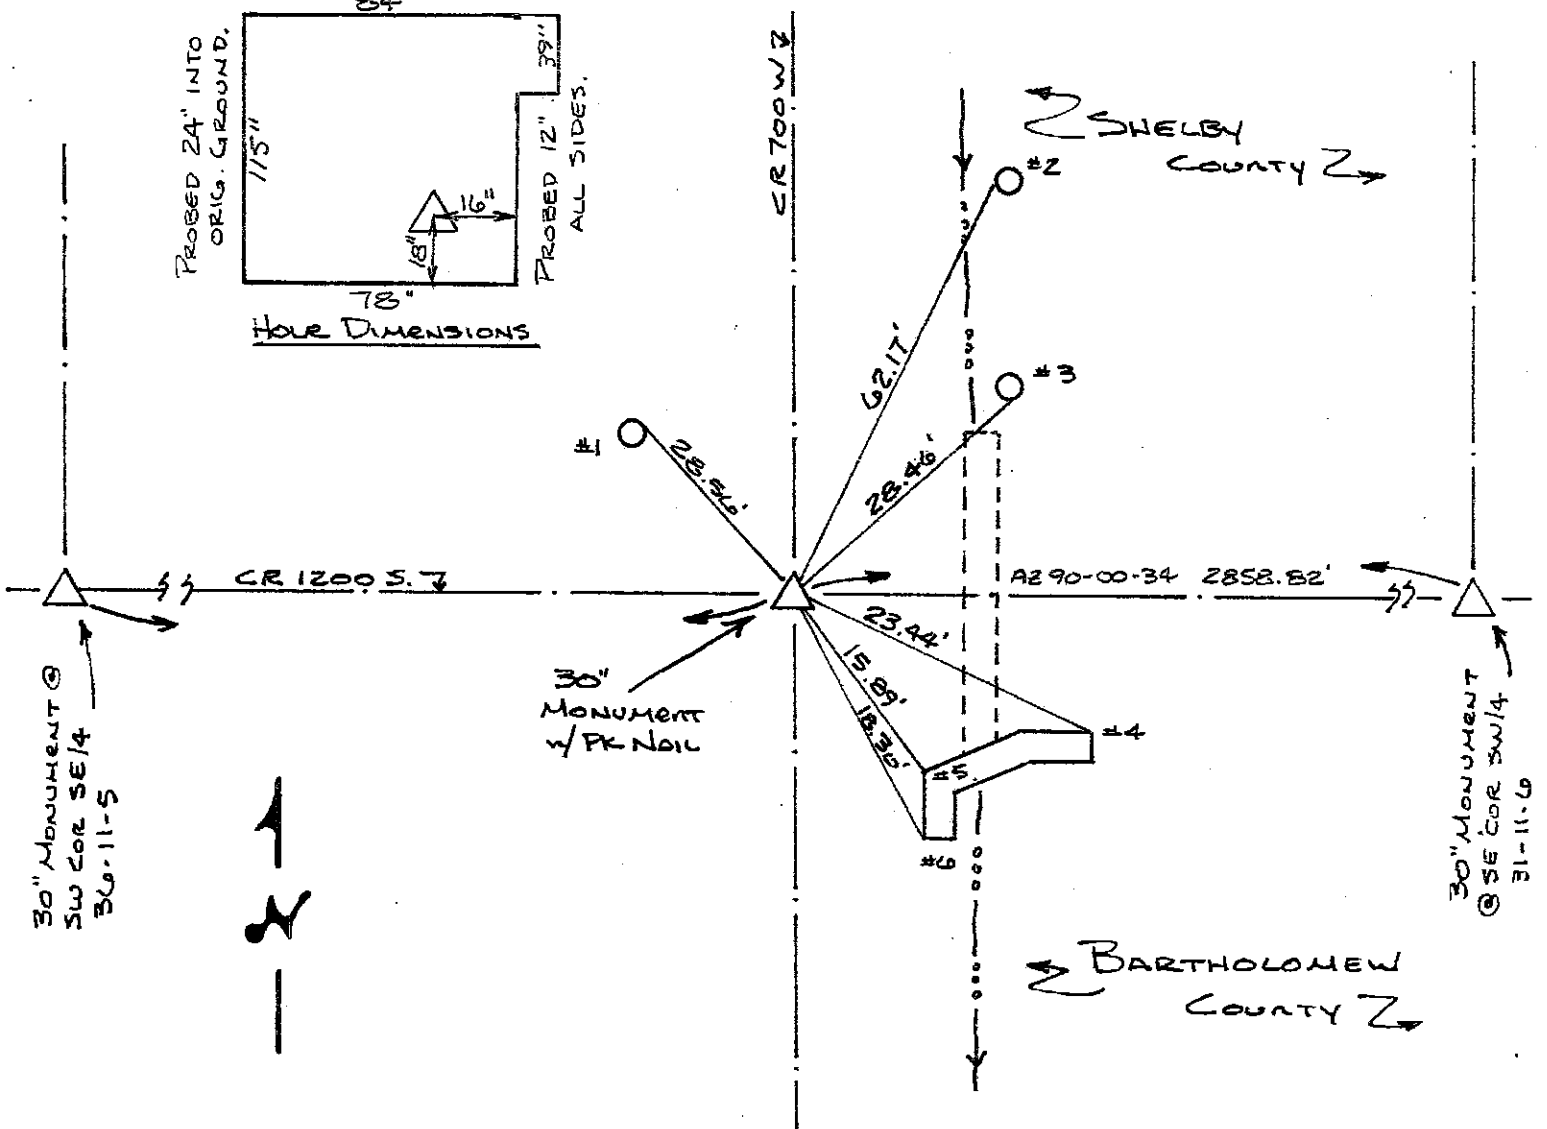 84"
PROBED 24" INTO
ORIG. GROUND.
115"
39"
PROBED 12"
ALL SIDES.
16"
18"
78"
HOLE DIMENSIONS
CR 700 W
SHELBY
COUNTY
#2
62.17'
#3
28.46'
#1
28.56'
CR 1200 S.
AZ 90-00-34 2858.82'
23.44'
15.89'
18.36'
30"
MONUMENT
W/ PK NAIL
#4
#5
#6
30" MONUMENT @
SW COR SE/4
36-11-5
30" MONUMENT
@ SE COR SW/4
31-11-6
N
BARTHOLOMEW
COUNTY